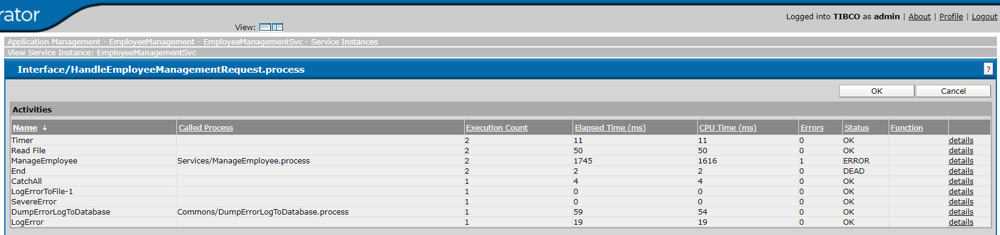 rator
Logged into TIBCO as admin | About | Profile | Logout
View:
Application Management - EmployeeManagement - EmployeeManagementSvc - Service Instances
View Service Instance: EmployeeManagementSvc
Interface/HandleEmployeeManagementRequest.process ?
OK Cancel
Activities
Name ↓ Called Process Execution Count Elapsed Time (ms) CPU Time (ms) Errors Status Function
Timer 2 11 11 0 OK details
Read File 2 50 50 0 OK details
ManageEmployee Services/ManageEmployee.process 2 1745 1616 1 ERROR details
End 2 2 2 0 DEAD details
CatchAll 1 4 4 0 OK details
LogErrorToFile-1 1 0 0 0 OK details
SevereError 1 0 0 0 OK details
DumpErrorLogToDatabase Commons/DumpErrorLogToDatabase.process 1 59 54 0 OK details
LogError 1 19 19 0 OK details